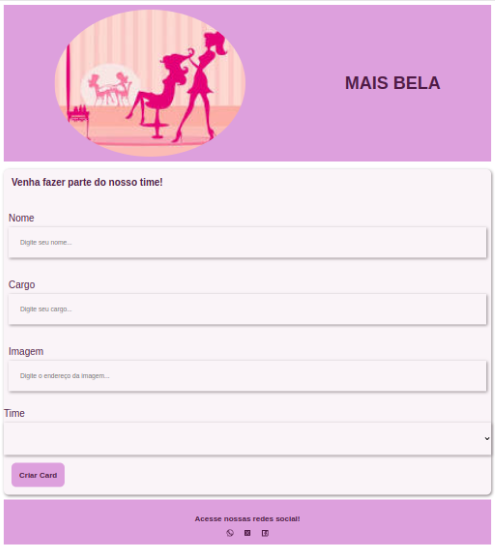 MAIS BELA
Venha fazer parte do nosso time!
Nome
Digite seu nome...
Cargo
Digite seu cargo...
Imagem
Digite o endereço da imagem...
Time
Criar Card
Acesse nossas redes social!